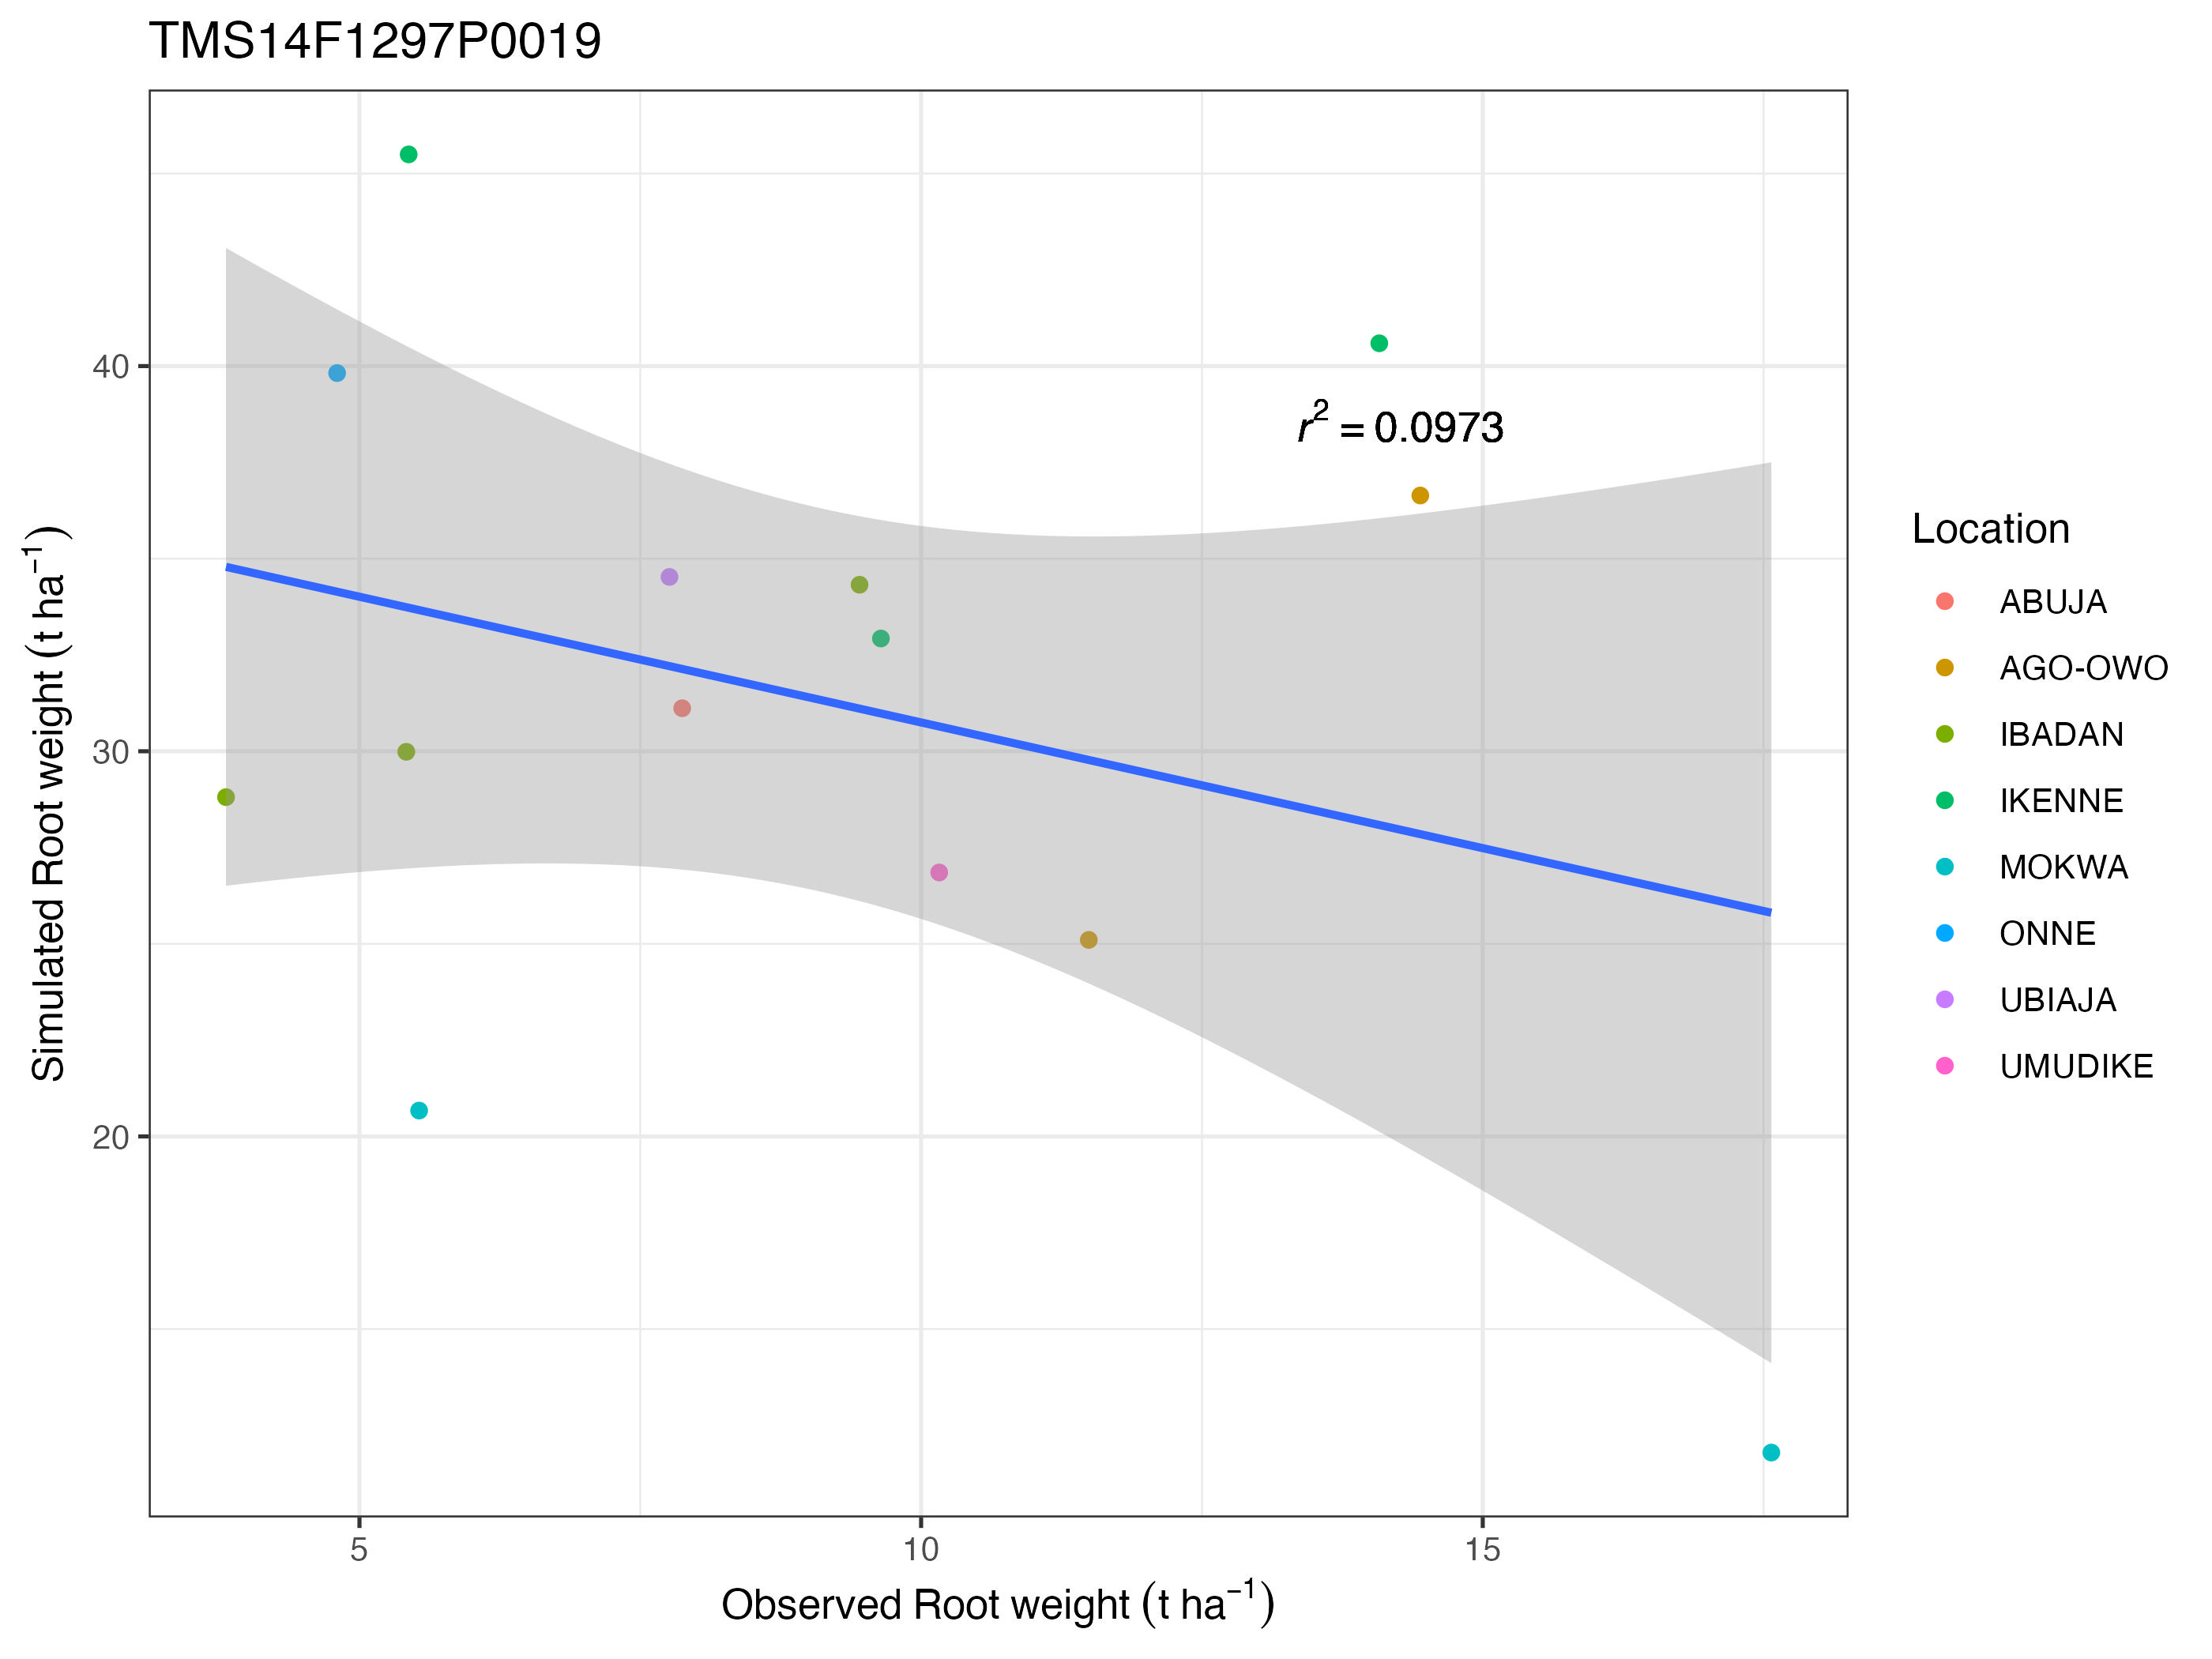 TMS14F1297P0019
40
30
20
Simulated Root weight (t ha⁻¹)
r² = 0.0973
5
10
15
Observed Root weight (t ha⁻¹)
Location
ABUJA
AGO-OWO
IBADAN
IKENNE
MOKWA
ONNE
UBIAJA
UMUDIKE